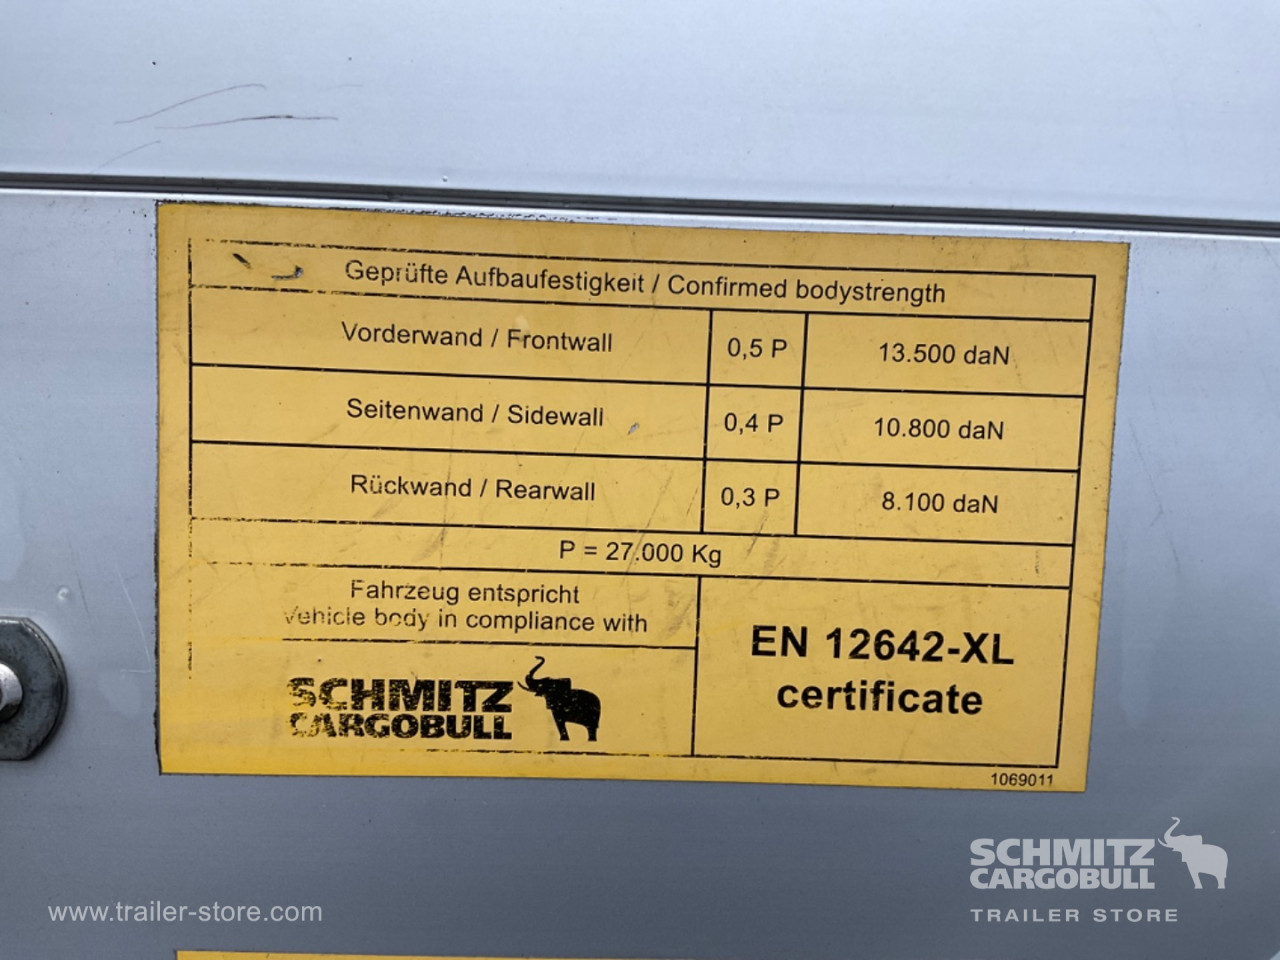 Geprüfte Aufbaufestigkeit / Confirmed bodystrength
Vorderwand / Frontwall 0,5 P 13.500 daN
Seitenwand / Sidewall 0,4 P 10.800 daN
Rückwand / Rearwall 0,3 P 8.100 daN
P = 27.000 Kg
Fahrzeug entspricht
Vehicle body in compliance with
SCHMITZ
CARGOBULL
EN 12642-XL
certificate
1069011
www.trailer-store.com
SCHMITZ
CARGOBULL
TRAILER STORE